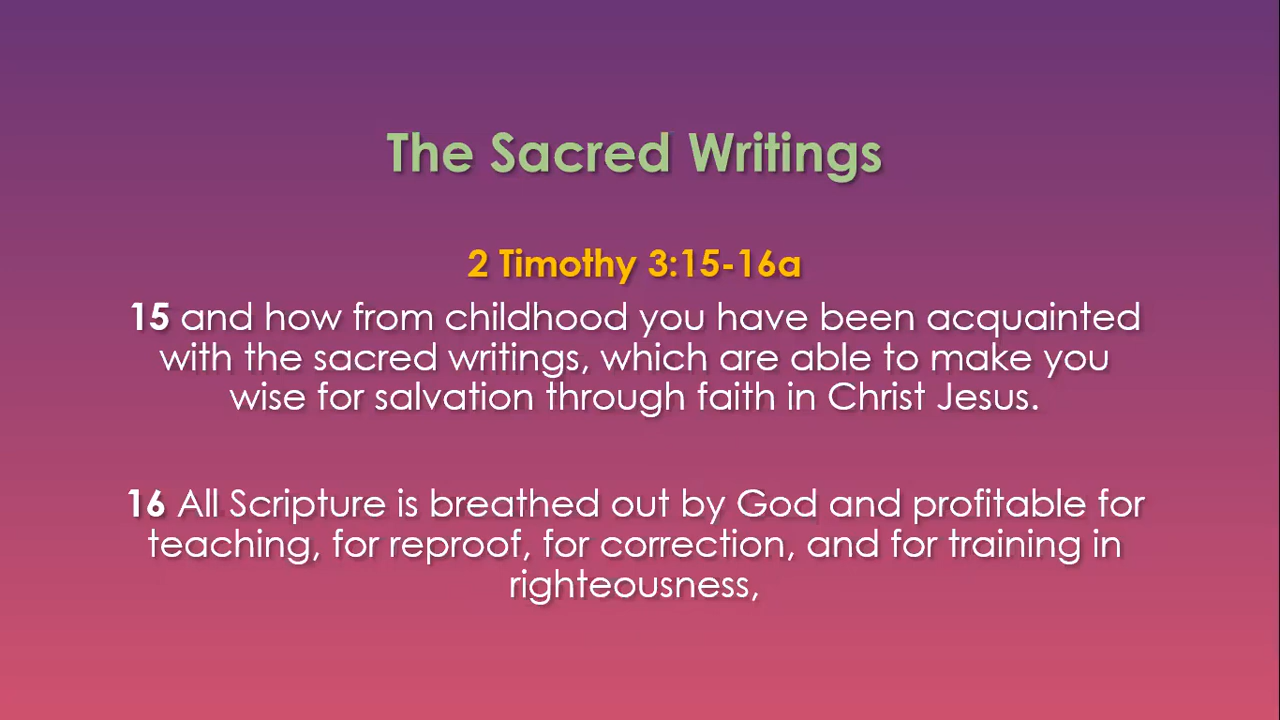 The Sacred Writings
2 Timothy 3:15-16a
15 and how from childhood you have been acquainted
with the sacred writings, which are able to make you
wise for salvation through faith in Christ Jesus.
16 All Scripture is breathed out by God and profitable for
teaching, for reproof, for correction, and for training in
righteousness,